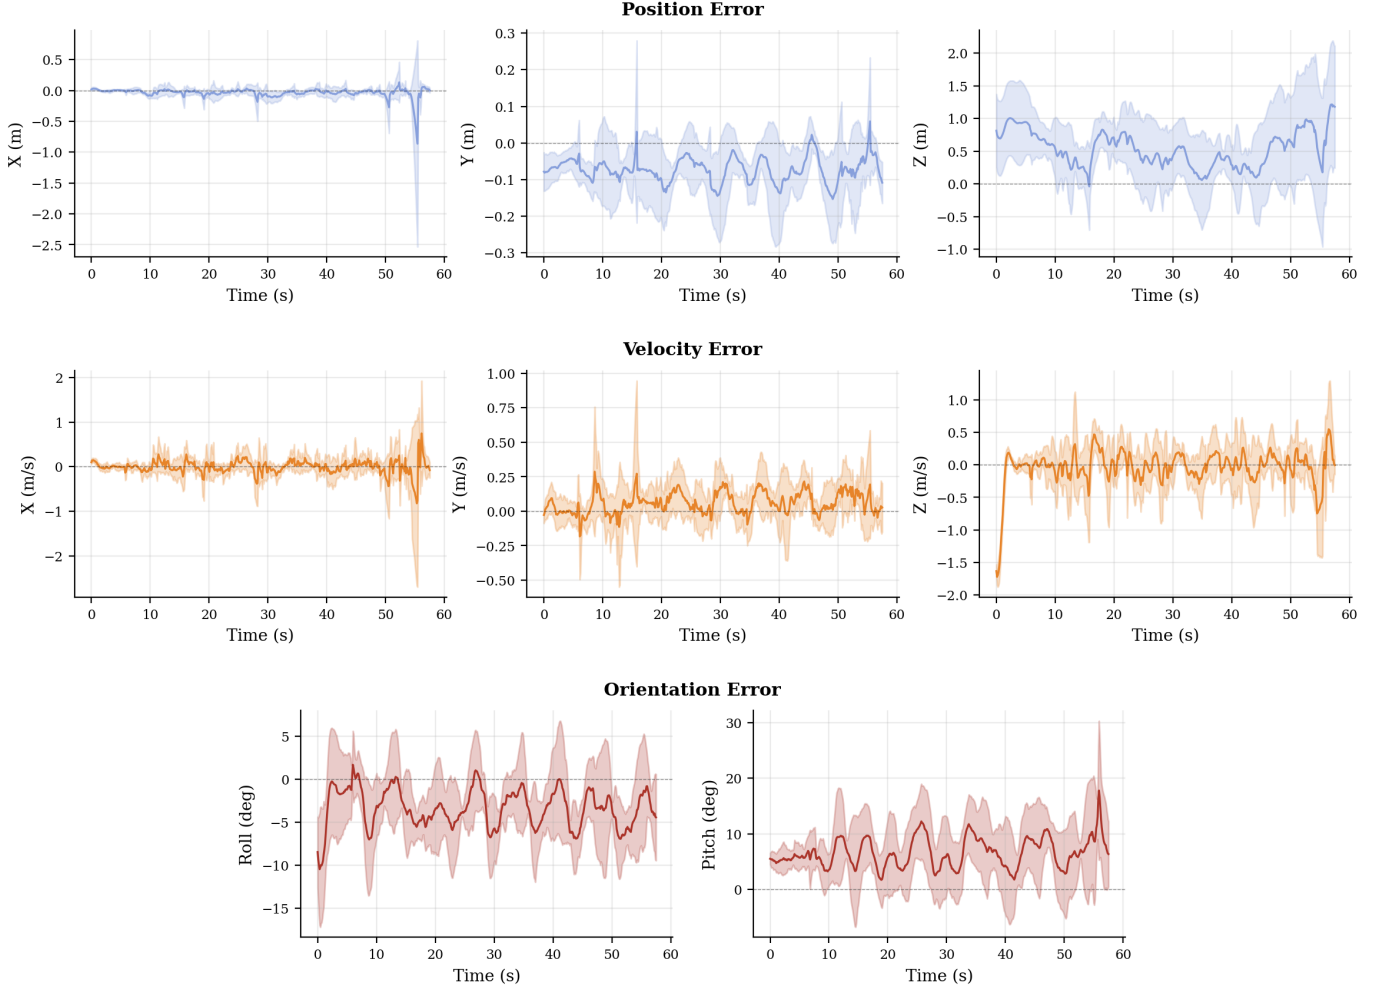 Position Error
X (m)
0.5
0.0
−0.5
−1.0
−1.5
−2.0
−2.5
0 10 20 30 40 50 60
Time (s)
Y (m)
0.3
0.2
0.1
0.0
−0.1
−0.2
−0.3
0 10 20 30 40 50 60
Time (s)
Z (m)
2.0
1.5
1.0
0.5
0.0
−0.5
−1.0
0 10 20 30 40 50 60
Time (s)
Velocity Error
X (m/s)
2
1
0
−1
−2
0 10 20 30 40 50 60
Time (s)
Y (m/s)
1.00
0.75
0.50
0.25
0.00
−0.25
−0.50
0 10 20 30 40 50 60
Time (s)
Z (m/s)
1.0
0.5
0.0
−0.5
−1.0
−1.5
−2.0
0 10 20 30 40 50 60
Time (s)
Orientation Error
Roll (deg)
5
0
−5
−10
−15
0 10 20 30 40 50 60
Time (s)
Pitch (deg)
30
20
10
0
0 10 20 30 40 50 60
Time (s)